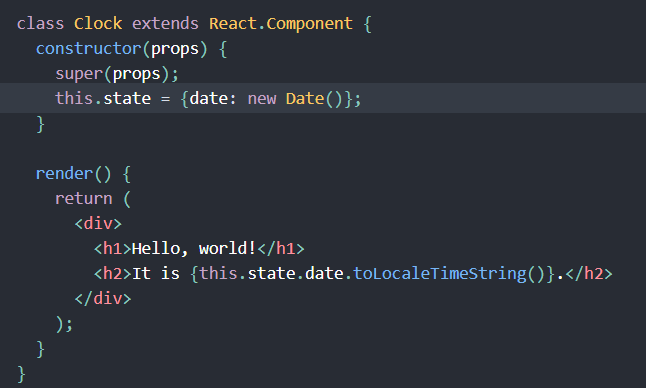 class Clock extends React.Component {
  constructor(props) {
    super(props);
    this.state = {date: new Date()};
  }

  render() {
    return (
      <div>
        <h1>Hello, world!</h1>
        <h2>It is {this.state.date.toLocaleTimeString()}.</h2>
      </div>
    );
  }
}